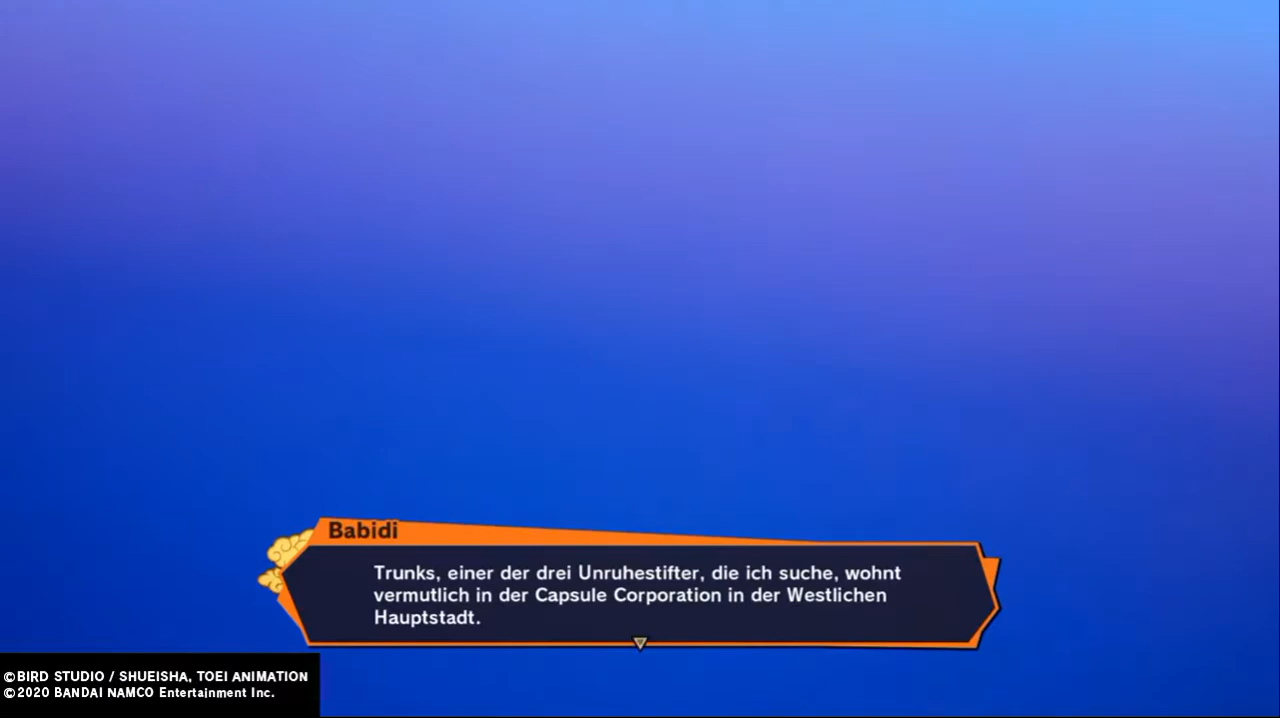 Babidi
Trunks, einer der drei Unruhestifter, die ich suche, wohnt
vermutlich in der Capsule Corporation in der Westlichen
Hauptstadt.
©BIRD STUDIO / SHUEISHA, TOEI ANIMATION
©2020 BANDAI NAMCO Entertainment Inc.